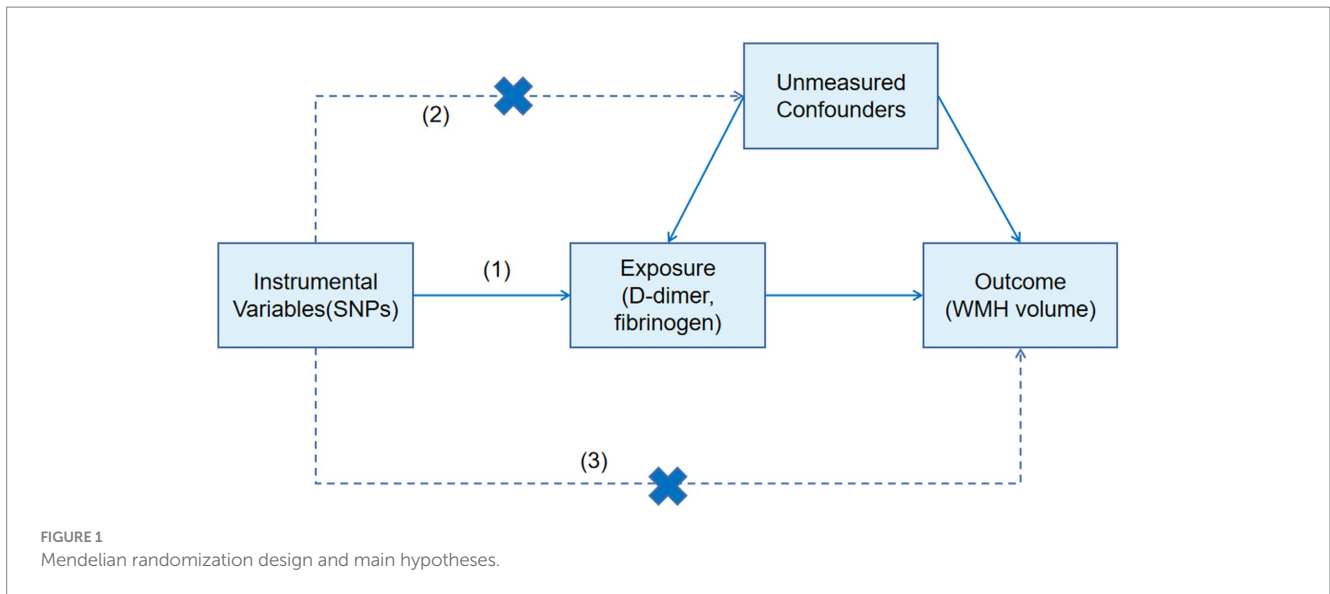 Unmeasured
Confounders
(2)
Instrumental
Variables(SNPs)
(1)
Exposure
(D-dimer,
fibrinogen)
Outcome
(WMH volume)
(3)
FIGURE 1
Mendelian randomization design and main hypotheses.